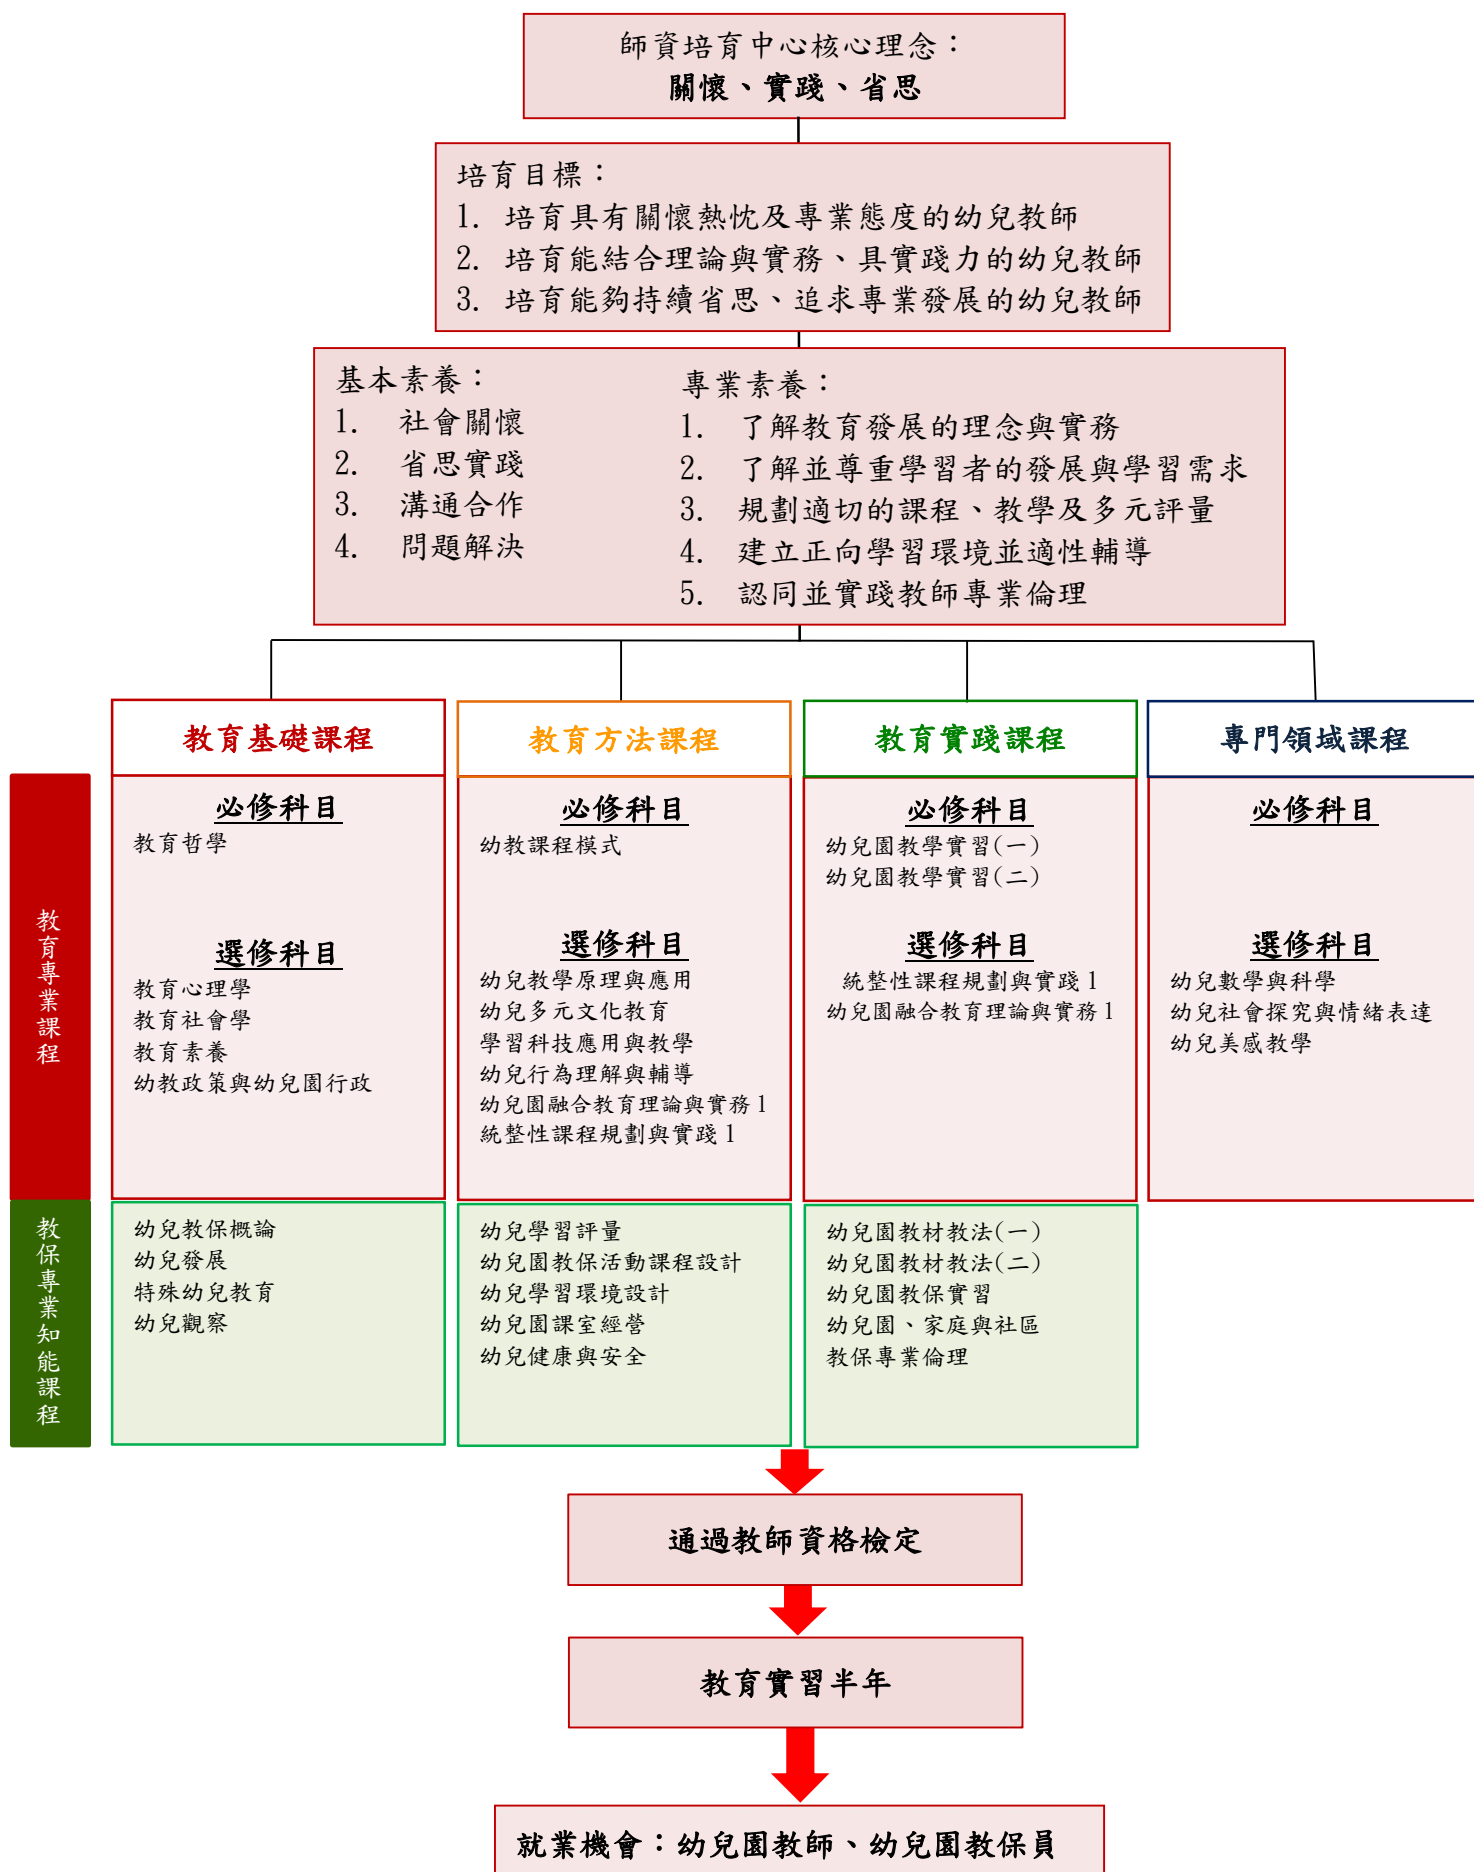 師資培育中心核心理念：
關懷、實踐、省思
培育目標：
1. 培育具有關懷熱忱及專業態度的幼兒教師
2. 培育能結合理論與實務、具實踐力的幼兒教師
3. 培育能夠持續省思、追求專業發展的幼兒教師
基本素養：
1. 社會關懷
2. 省思實踐
3. 溝通合作
4. 問題解決
專業素養：
1. 了解教育發展的理念與實務
2. 了解並尊重學習者的發展與學習需求
3. 規劃適切的課程、教學及多元評量
4. 建立正向學習環境並適性輔導
5. 認同並實踐教師專業倫理
教育專業課程
教育基礎課程
必修科目
教育哲學
選修科目
教育心理學
教育社會學
教育素養
幼教政策與幼兒園行政
教育方法課程
必修科目
幼教課程模式
選修科目
幼兒教學原理與應用
幼兒多元文化教育
學習科技應用與教學
幼兒行為理解與輔導
幼兒園融合教育理論與實務1
統整性課程規劃與實踐1
教育實踐課程
必修科目
幼兒園教學實習(一)
幼兒園教學實習(二)
選修科目
統整性課程規劃與實踐1
幼兒園融合教育理論與實務1
專門領域課程
必修科目
選修科目
幼兒數學與科學
幼兒社會探究與情緒表達
幼兒美感教學
教保專業知能課程
幼兒教保概論
幼兒發展
特殊幼兒教育
幼兒觀察
幼兒學習評量
幼兒園教保活動課程設計
幼兒學習環境設計
幼兒園課室經營
幼兒健康與安全
幼兒園教材教法(一)
幼兒園教材教法(二)
幼兒園教保實習
幼兒園、家庭與社區
教保專業倫理
通過教師資格檢定
教育實習半年
就業機會：幼兒園教師、幼兒園教保員